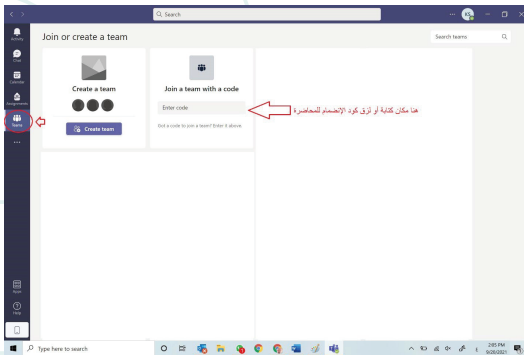 Search
KS
Activity
Chat
Calendar
Assignments
Teams
Apps
Help
Join or create a team
Search teams
Create a team
Create team
Join a team with a code
Enter code
Got a code to join a team? Enter it above.
هنا مكان كتابة أو لزق كود الإنضمام للمحاضرة
Type here to search
2:05 PM
9/28/2021